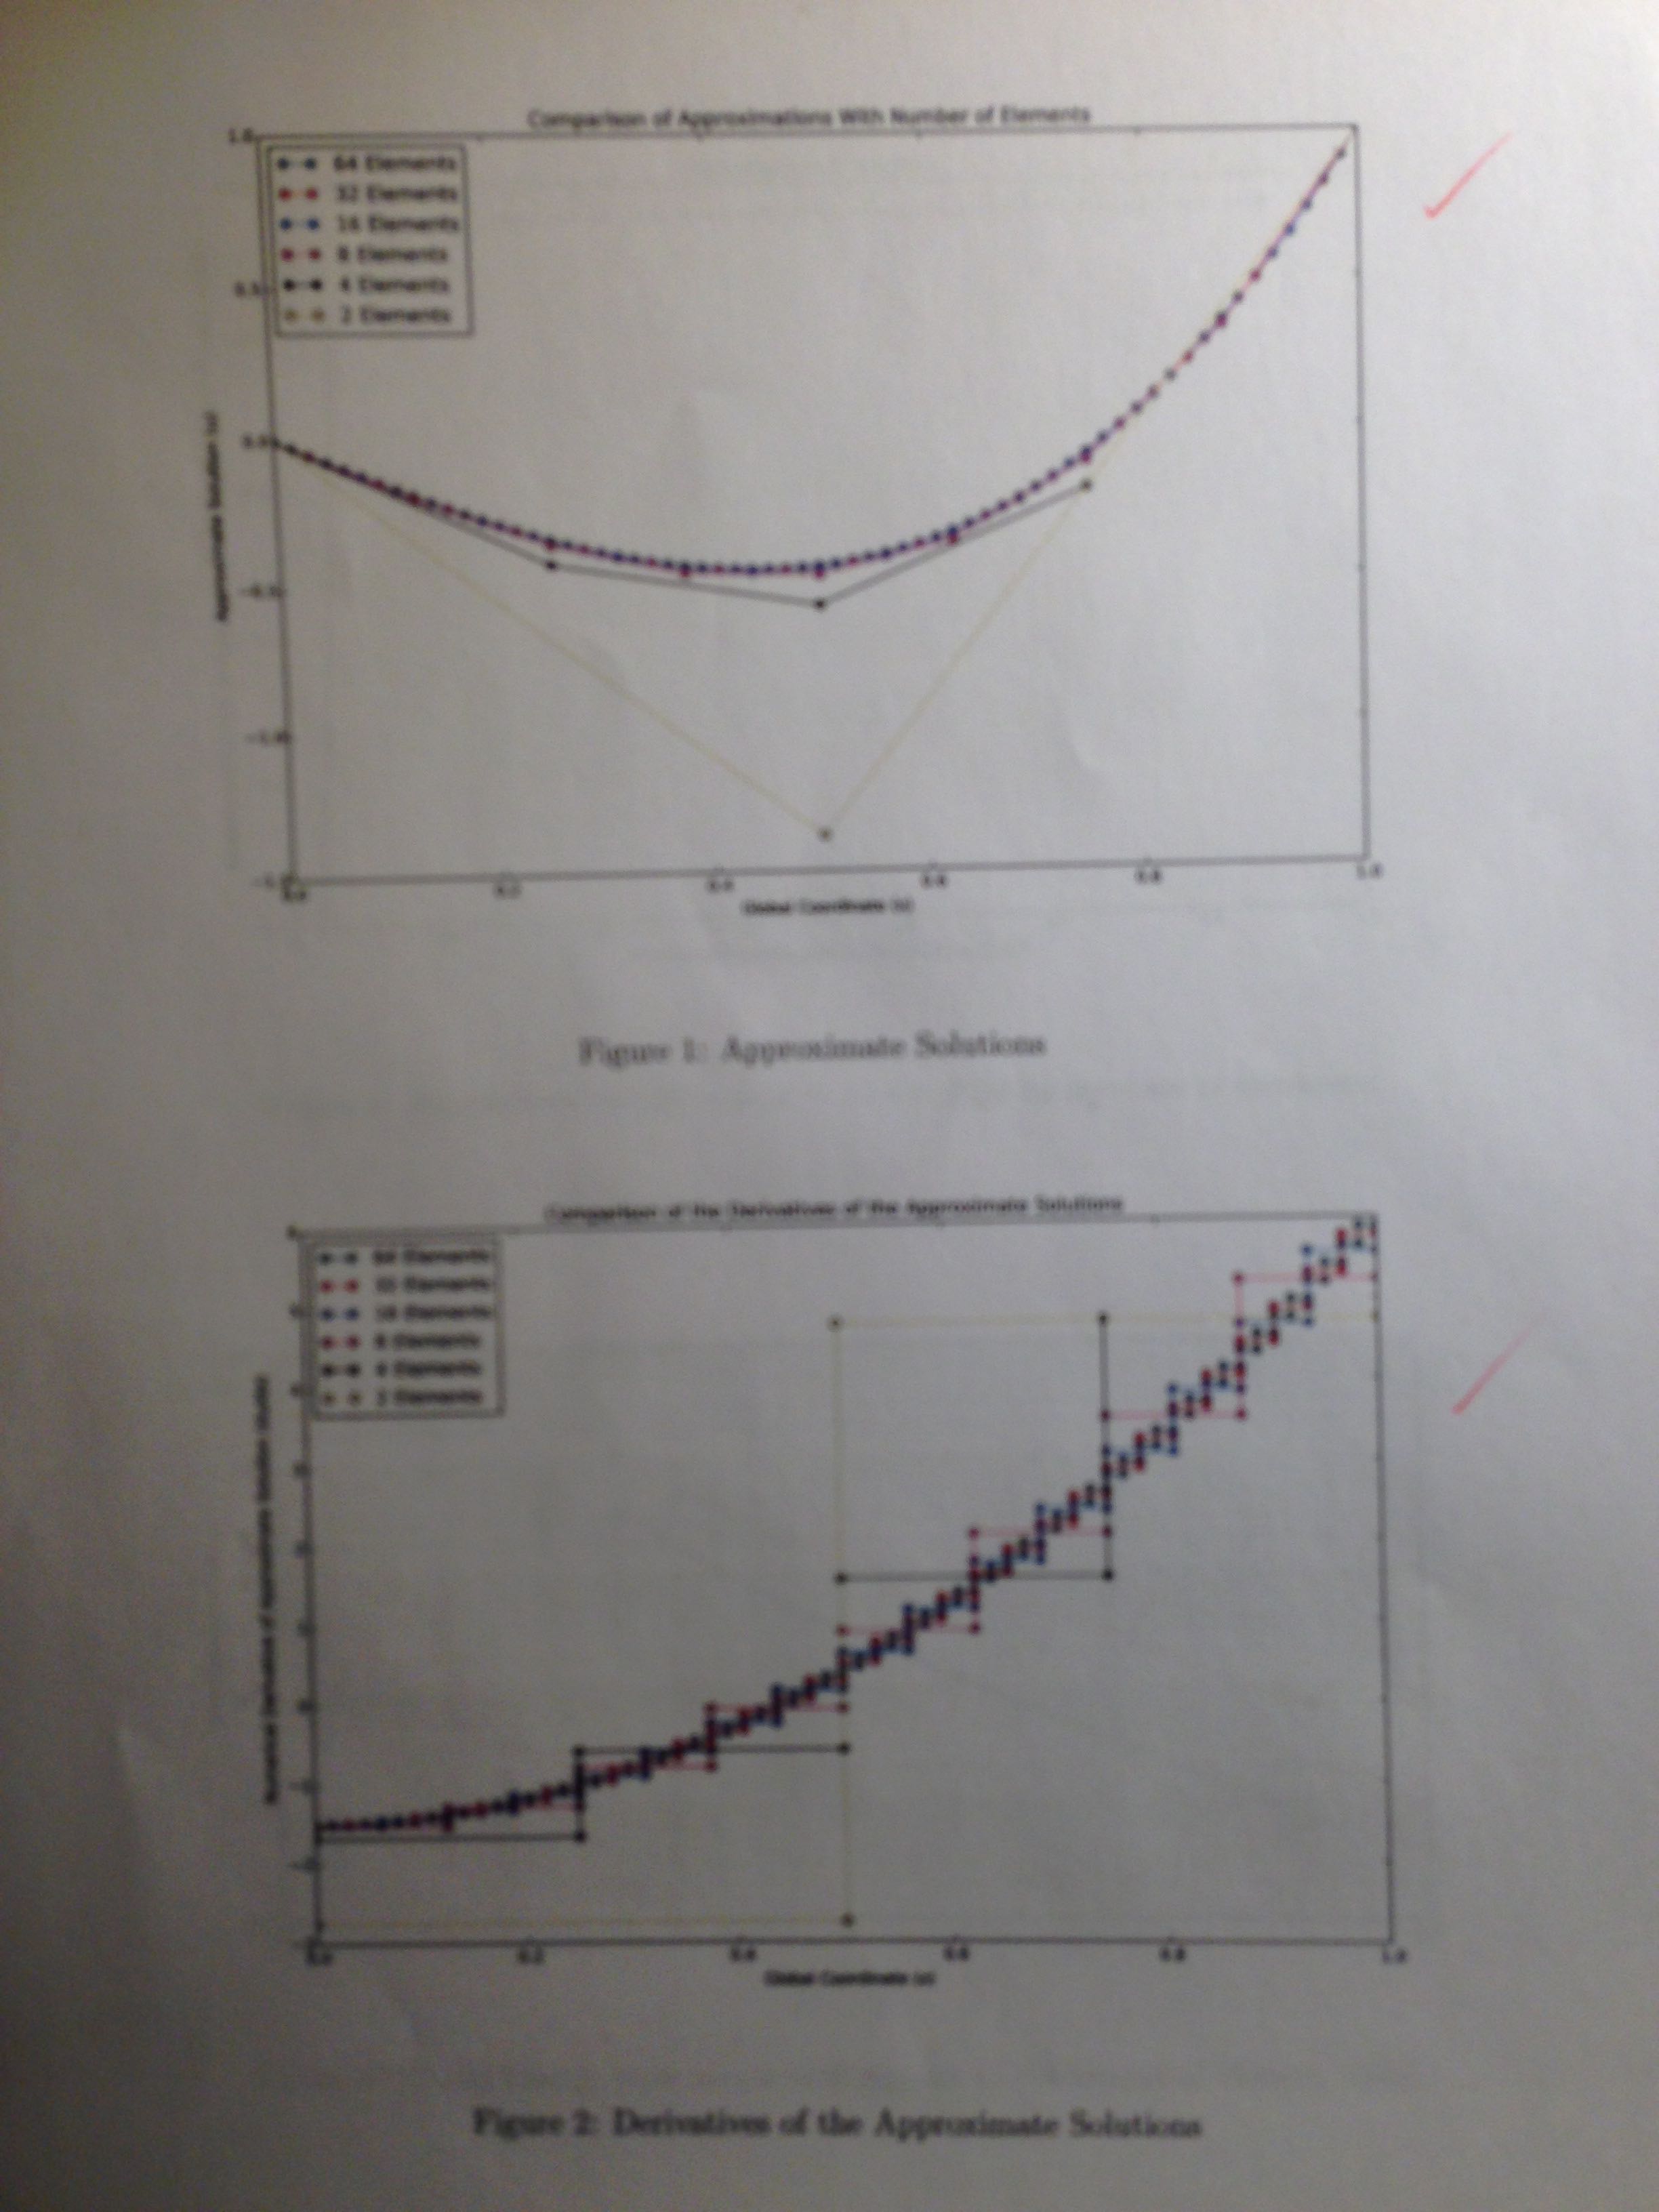 Comparison of Approximations With Number of Elements
1.0
64 Elements
32 Elements
16 Elements
8 Elements
4 Elements
2 Elements
0.5
0.0
Approximate Solution
−0.5
−1.0
0.0 0.2 0.4 0.6 0.8 1.0
Global Coordinate
Figure 1: Approximate Solutions
Comparison of the Derivatives of the Approximate Solutions
64 Elements
32 Elements
16 Elements
8 Elements
4 Elements
2 Elements
Numerical Derivative of Approximate Solution
0.0 0.2 0.4 0.6 0.8 1.0
Global Coordinate
Figure 2: Derivatives of the Approximate Solutions